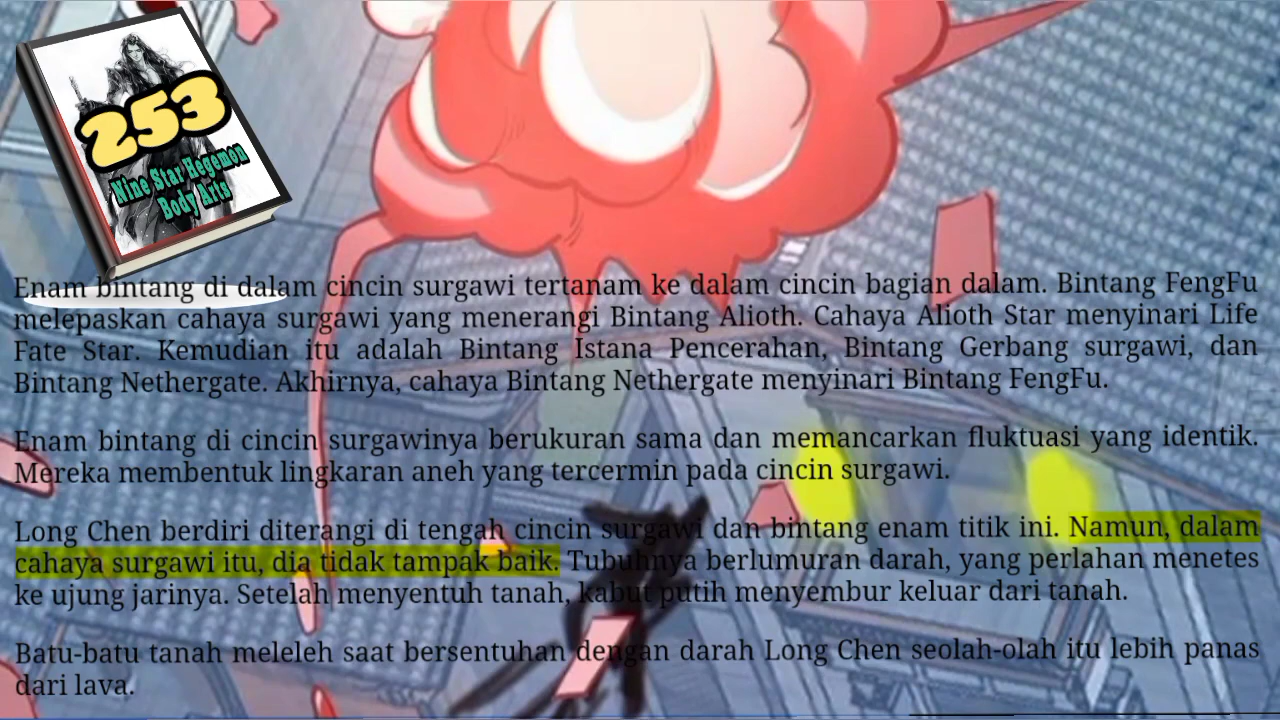 253
Nine Star Hegemon
Body Arts
Enam bintang di dalam cincin surgawi tertanam ke dalam cincin bagian dalam. Bintang FengFu
melepaskan cahaya surgawi yang menerangi Bintang Alioth. Cahaya Alioth Star menyinari Life
Fate Star. Kemudian itu adalah Bintang Istana Pencerahan, Bintang Gerbang surgawi, dan
Bintang Nethergate. Akhirnya, cahaya Bintang Nethergate menyinari Bintang FengFu.
Enam bintang di cincin surgawinya berukuran sama dan memancarkan fluktuasi yang identik.
Mereka membentuk lingkaran aneh yang tercermin pada cincin surgawi.
Long Chen berdiri diterangi di tengah cincin surgawi dan bintang enam titik ini. Namun, dalam
cahaya surgawi itu, dia tidak tampak baik. Tubuhnya berlumuran darah, yang perlahan menetes
ke ujung jarinya. Setelah menyentuh tanah, kabut putih menyembur keluar dari tanah.
Batu-batu tanah meleleh saat bersentuhan dengan darah Long Chen seolah-olah itu lebih panas
dari lava.